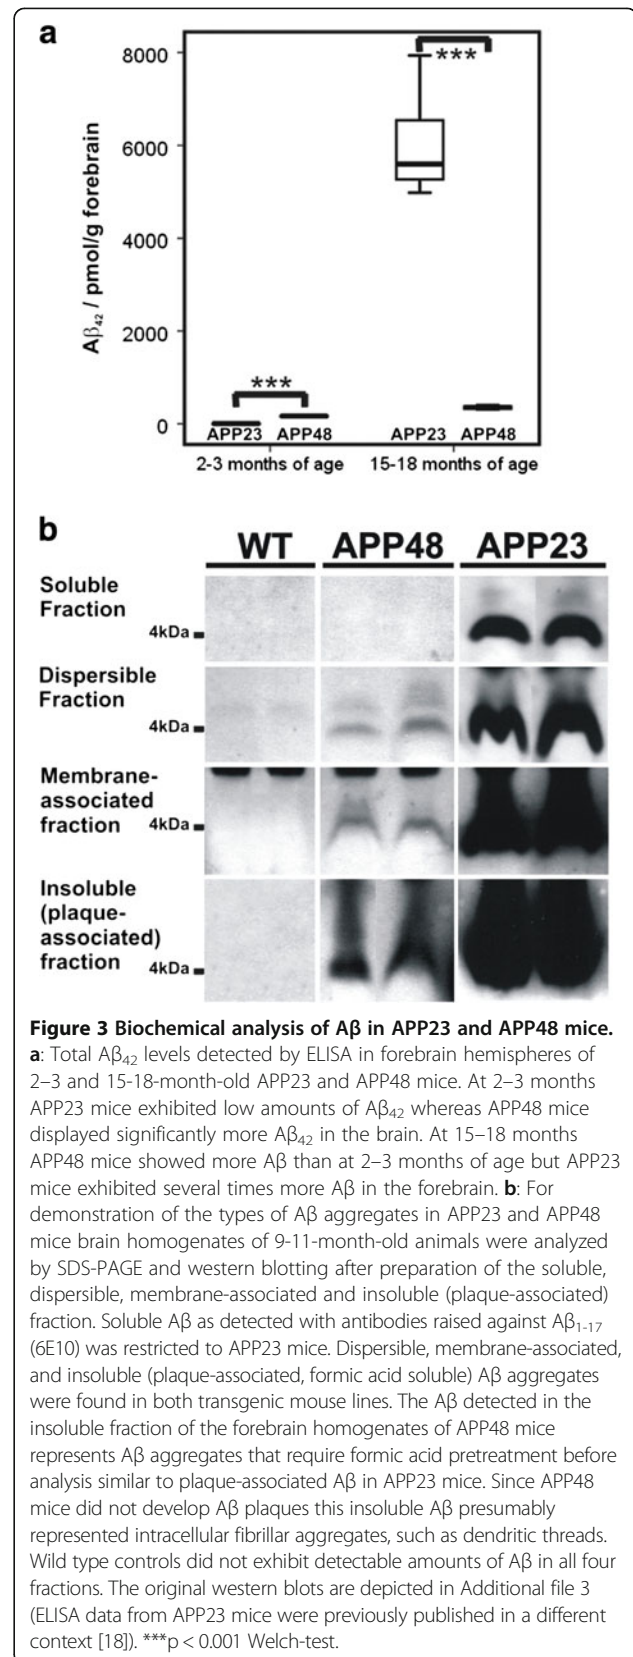 a
8000
***
6000
Aβ₄₂ / pmol/g forebrain
4000
2000
***
0
APP23 APP48 APP23 APP48
2-3 months of age 15-18 months of age
b
WT APP48 APP23
Soluble
Fraction
4kDa
Dispersible
Fraction
4kDa
Membrane-
associated
fraction
4kDa
Insoluble
(plaque-
associated)
fraction
4kDa
Figure 3 Biochemical analysis of Aβ in APP23 and APP48 mice.
a: Total Aβ₄₂ levels detected by ELISA in forebrain hemispheres of
2–3 and 15-18-month-old APP23 and APP48 mice. At 2–3 months
APP23 mice exhibited low amounts of Aβ₄₂ whereas APP48 mice
displayed significantly more Aβ₄₂ in the brain. At 15–18 months
APP48 mice showed more Aβ than at 2–3 months of age but APP23
mice exhibited several times more Aβ in the forebrain. b: For
demonstration of the types of Aβ aggregates in APP23 and APP48
mice brain homogenates of 9-11-month-old animals were analyzed
by SDS-PAGE and western blotting after preparation of the soluble,
dispersible, membrane-associated and insoluble (plaque-associated)
fraction. Soluble Aβ as detected with antibodies raised against Aβ₁₋₁₇
(6E10) was restricted to APP23 mice. Dispersible, membrane-associated,
and insoluble (plaque-associated, formic acid soluble) Aβ aggregates
were found in both transgenic mouse lines. The Aβ detected in the
insoluble fraction of the forebrain homogenates of APP48 mice
represents Aβ aggregates that require formic acid pretreatment before
analysis similar to plaque-associated Aβ in APP23 mice. Since APP48
mice did not develop Aβ plaques this insoluble Aβ presumably
represented intracellular fibrillar aggregates, such as dendritic threads.
Wild type controls did not exhibit detectable amounts of Aβ in all four
fractions. The original western blots are depicted in Additional file 3
(ELISA data from APP23 mice were previously published in a different
context [18]). ***p < 0.001 Welch-test.